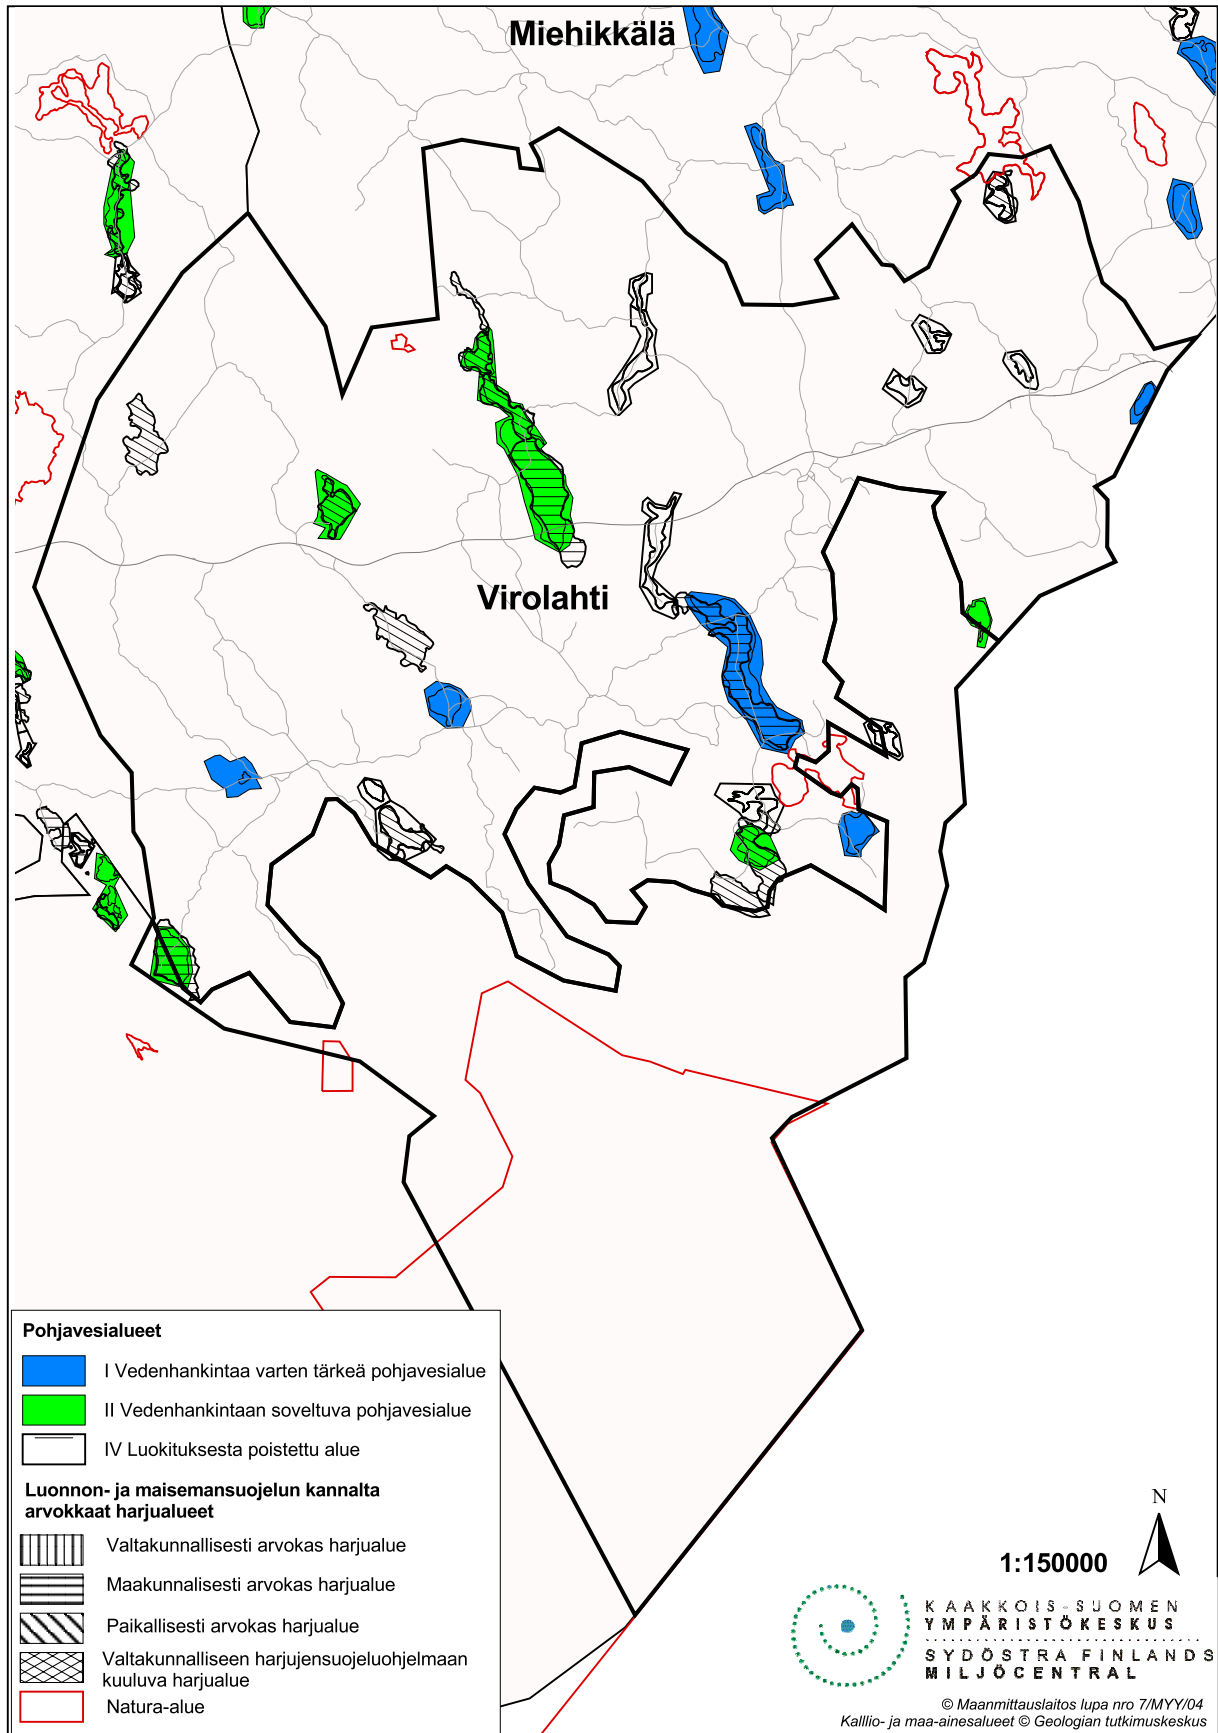 Miehikkälä
Virolahti
Pohjavesialueet
I Vedenhankintaa varten tärkeä pohjavesialue
II Vedenhankintaan soveltuva pohjavesialue
IV Luokituksesta poistettu alue
Luonnon- ja maisemansuojelun kannalta
arvokkaat harjualueet
Valtakunnallisesti arvokas harjualue
Maakunnalisesti arvokas harjualue
Paikallisesti arvokas harjualue
Valtakunnalliseen harjujensuojeluohjelmaan
kuuluva harjualue
Natura-alue
N
1:150000
KAAKKOIS-SUOMEN
YMPÄRISTÖKESKUS
SYDÖSTRA FINLANDS
MILJÖCENTRAL
© Maanmittauslaitos lupa nro 7/MYY/04
Kalllio- ja maa-ainesalueet © Geologian tutkimuskeskus